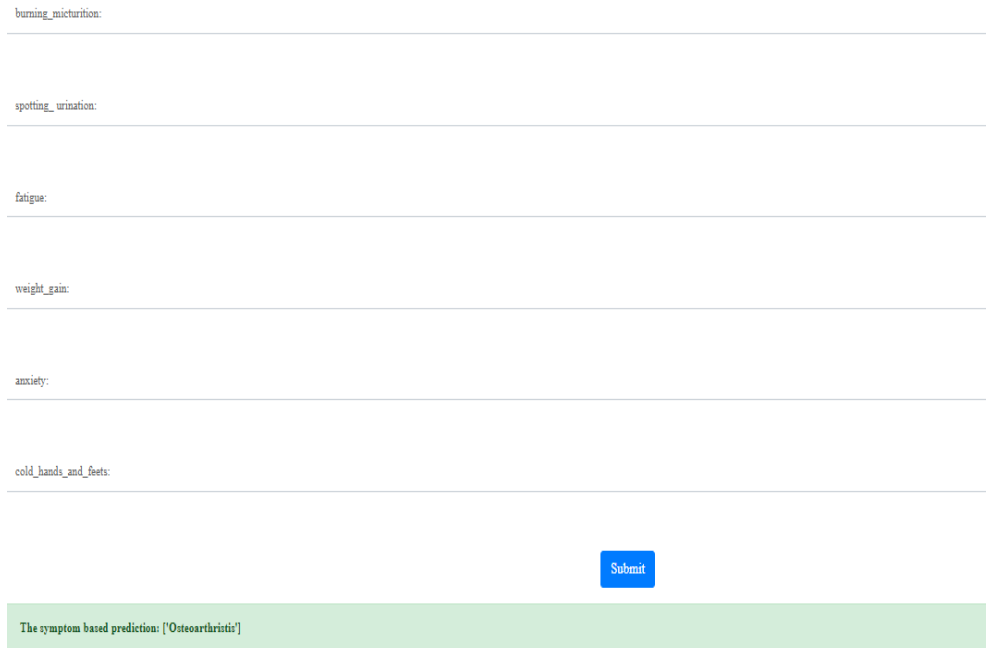 burning_micturition:
spotting_ urination:
fatigue:
weight_gain:
anxiety:
cold_hands_and_feets:
Submit
The symptom based prediction: ['Osteoarthristis']